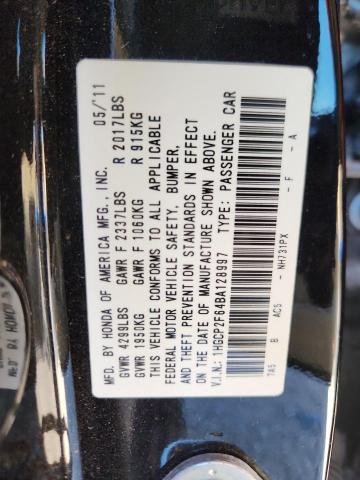 MFD. BY HONDA OF AMERICA MFG., INC. 05/'11
GVWR 4299LBS GAWR F 2337LBS R 2017LBS
GVWR 1950KG GAWR F 1060KG R 915KG
THIS VEHICLE CONFORMS TO ALL APPLICABLE
FEDERAL MOTOR VEHICLE SAFETY, BUMPER,
AND THEFT PREVENTION STANDARDS IN EFFECT
ON THE DATE OF MANUFACTURE SHOWN ABOVE.
V.I.N.: 1HGCP2F64BA128997 TYPE: PASSENGER CAR
TA5 B AC5 - NH731PX - F - A